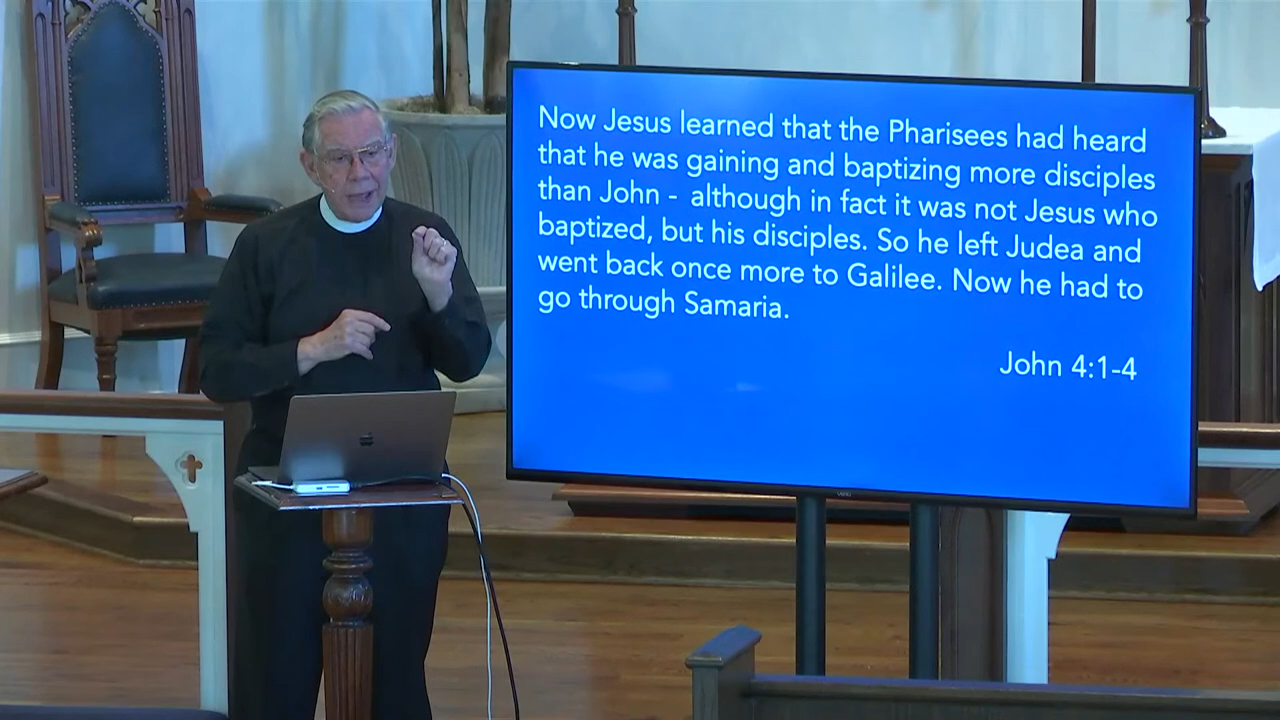 Now Jesus learned that the Pharisees had heard
that he was gaining and baptizing more disciples
than John - although in fact it was not Jesus who
baptized, but his disciples. So he left Judea and
went back once more to Galilee. Now he had to
go through Samaria.
John 4:1-4